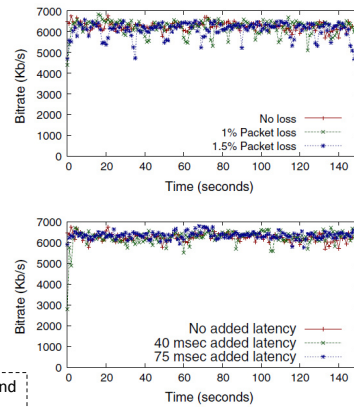 7000
6000
5000
4000
3000
2000
1000
0
Bitrate (Kb/s)
No loss
1% Packet loss
1.5% Packet loss
0 20 40 60 80 100 120 140
Time (seconds)
7000
6000
5000
4000
3000
2000
1000
0
Bitrate (Kb/s)
No added latency
40 msec added latency
75 msec added latency
0 20 40 60 80 100 120 140
Time (seconds)
nd